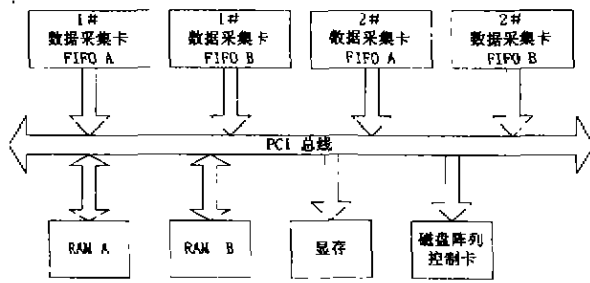 1#
数据采集卡
FIFO A
1#
数据采集卡
FIFO B
2#
数据采集卡
FIFO A
2#
数据采集卡
FIFO B
PCI 总线
RAM A
RAM B
显存
磁盘阵列
控制卡